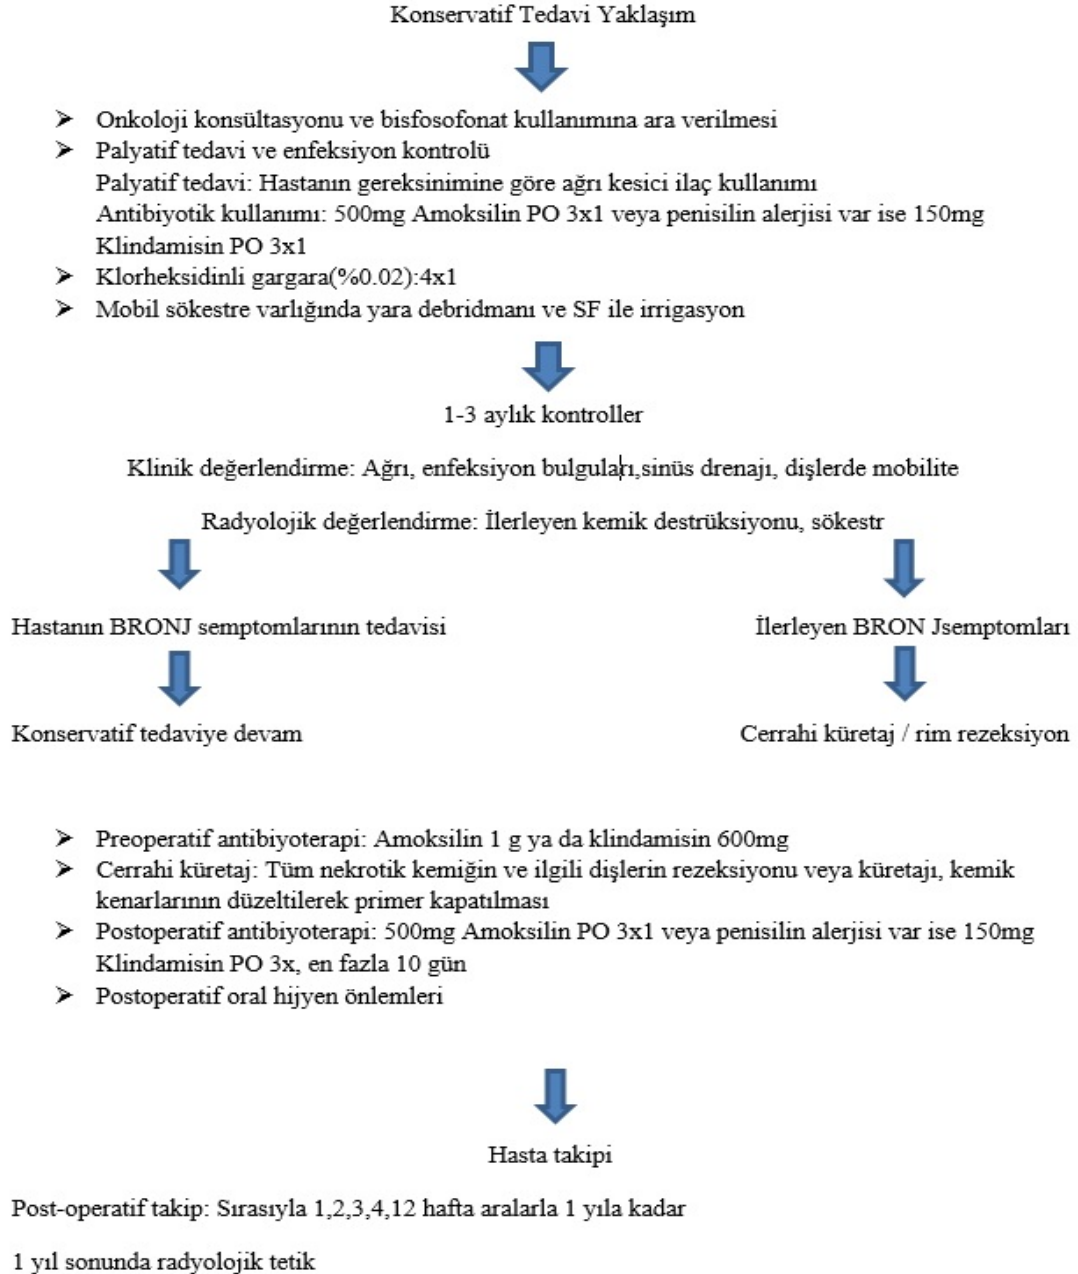 Konservatif Tedavi Yaklaşım
➢ Onkoloji konsültasyonu ve bisfosofonat kullanımına ara verilmesi
➢ Palyatif tedavi ve enfeksiyon kontrolü
Palyatif tedavi: Hastanın gereksinimine göre ağrı kesici ilaç kullanımı
Antibiyotik kullanımı: 500mg Amoksilin PO 3x1 veya penisilin alerjisi var ise 150mg
Klindamisin PO 3x1
➢ Klorheksidinli gargara(%0.02):4x1
➢ Mobil sökestre varlığında yara debridmanı ve SF ile irrigasyon
1-3 aylık kontroller
Klinik değerlendirme: Ağrı, enfeksiyon bulguları,sinüs drenajı, dişlerde mobilite
Radyolojik değerlendirme: İlerleyen kemik destrüksiyonu, sökestr
Hastanın BRONJ semptomlarının tedavisi
İlerleyen BRON Jsemptomları
Konservatif tedaviye devam
Cerrahi küretaj / rim rezeksiyon
➢ Preoperatif antibiyoterapi: Amoksilin 1 g ya da klindamisin 600mg
➢ Cerrahi küretaj: Tüm nekrotik kemiğin ve ilgili dişlerin rezeksiyonu veya küretajı, kemik
kenarlarının düzeltilerek primer kapatılması
➢ Postoperatif antibiyoterapi: 500mg Amoksilin PO 3x1 veya penisilin alerjisi var ise 150mg
Klindamisin PO 3x, en fazla 10 gün
➢ Postoperatif oral hijyen önlemleri
Hasta takipi
Post-operatif takip: Sırasıyla 1,2,3,4,12 hafta aralarla 1 yıla kadar
1 yıl sonunda radyolojik tetik